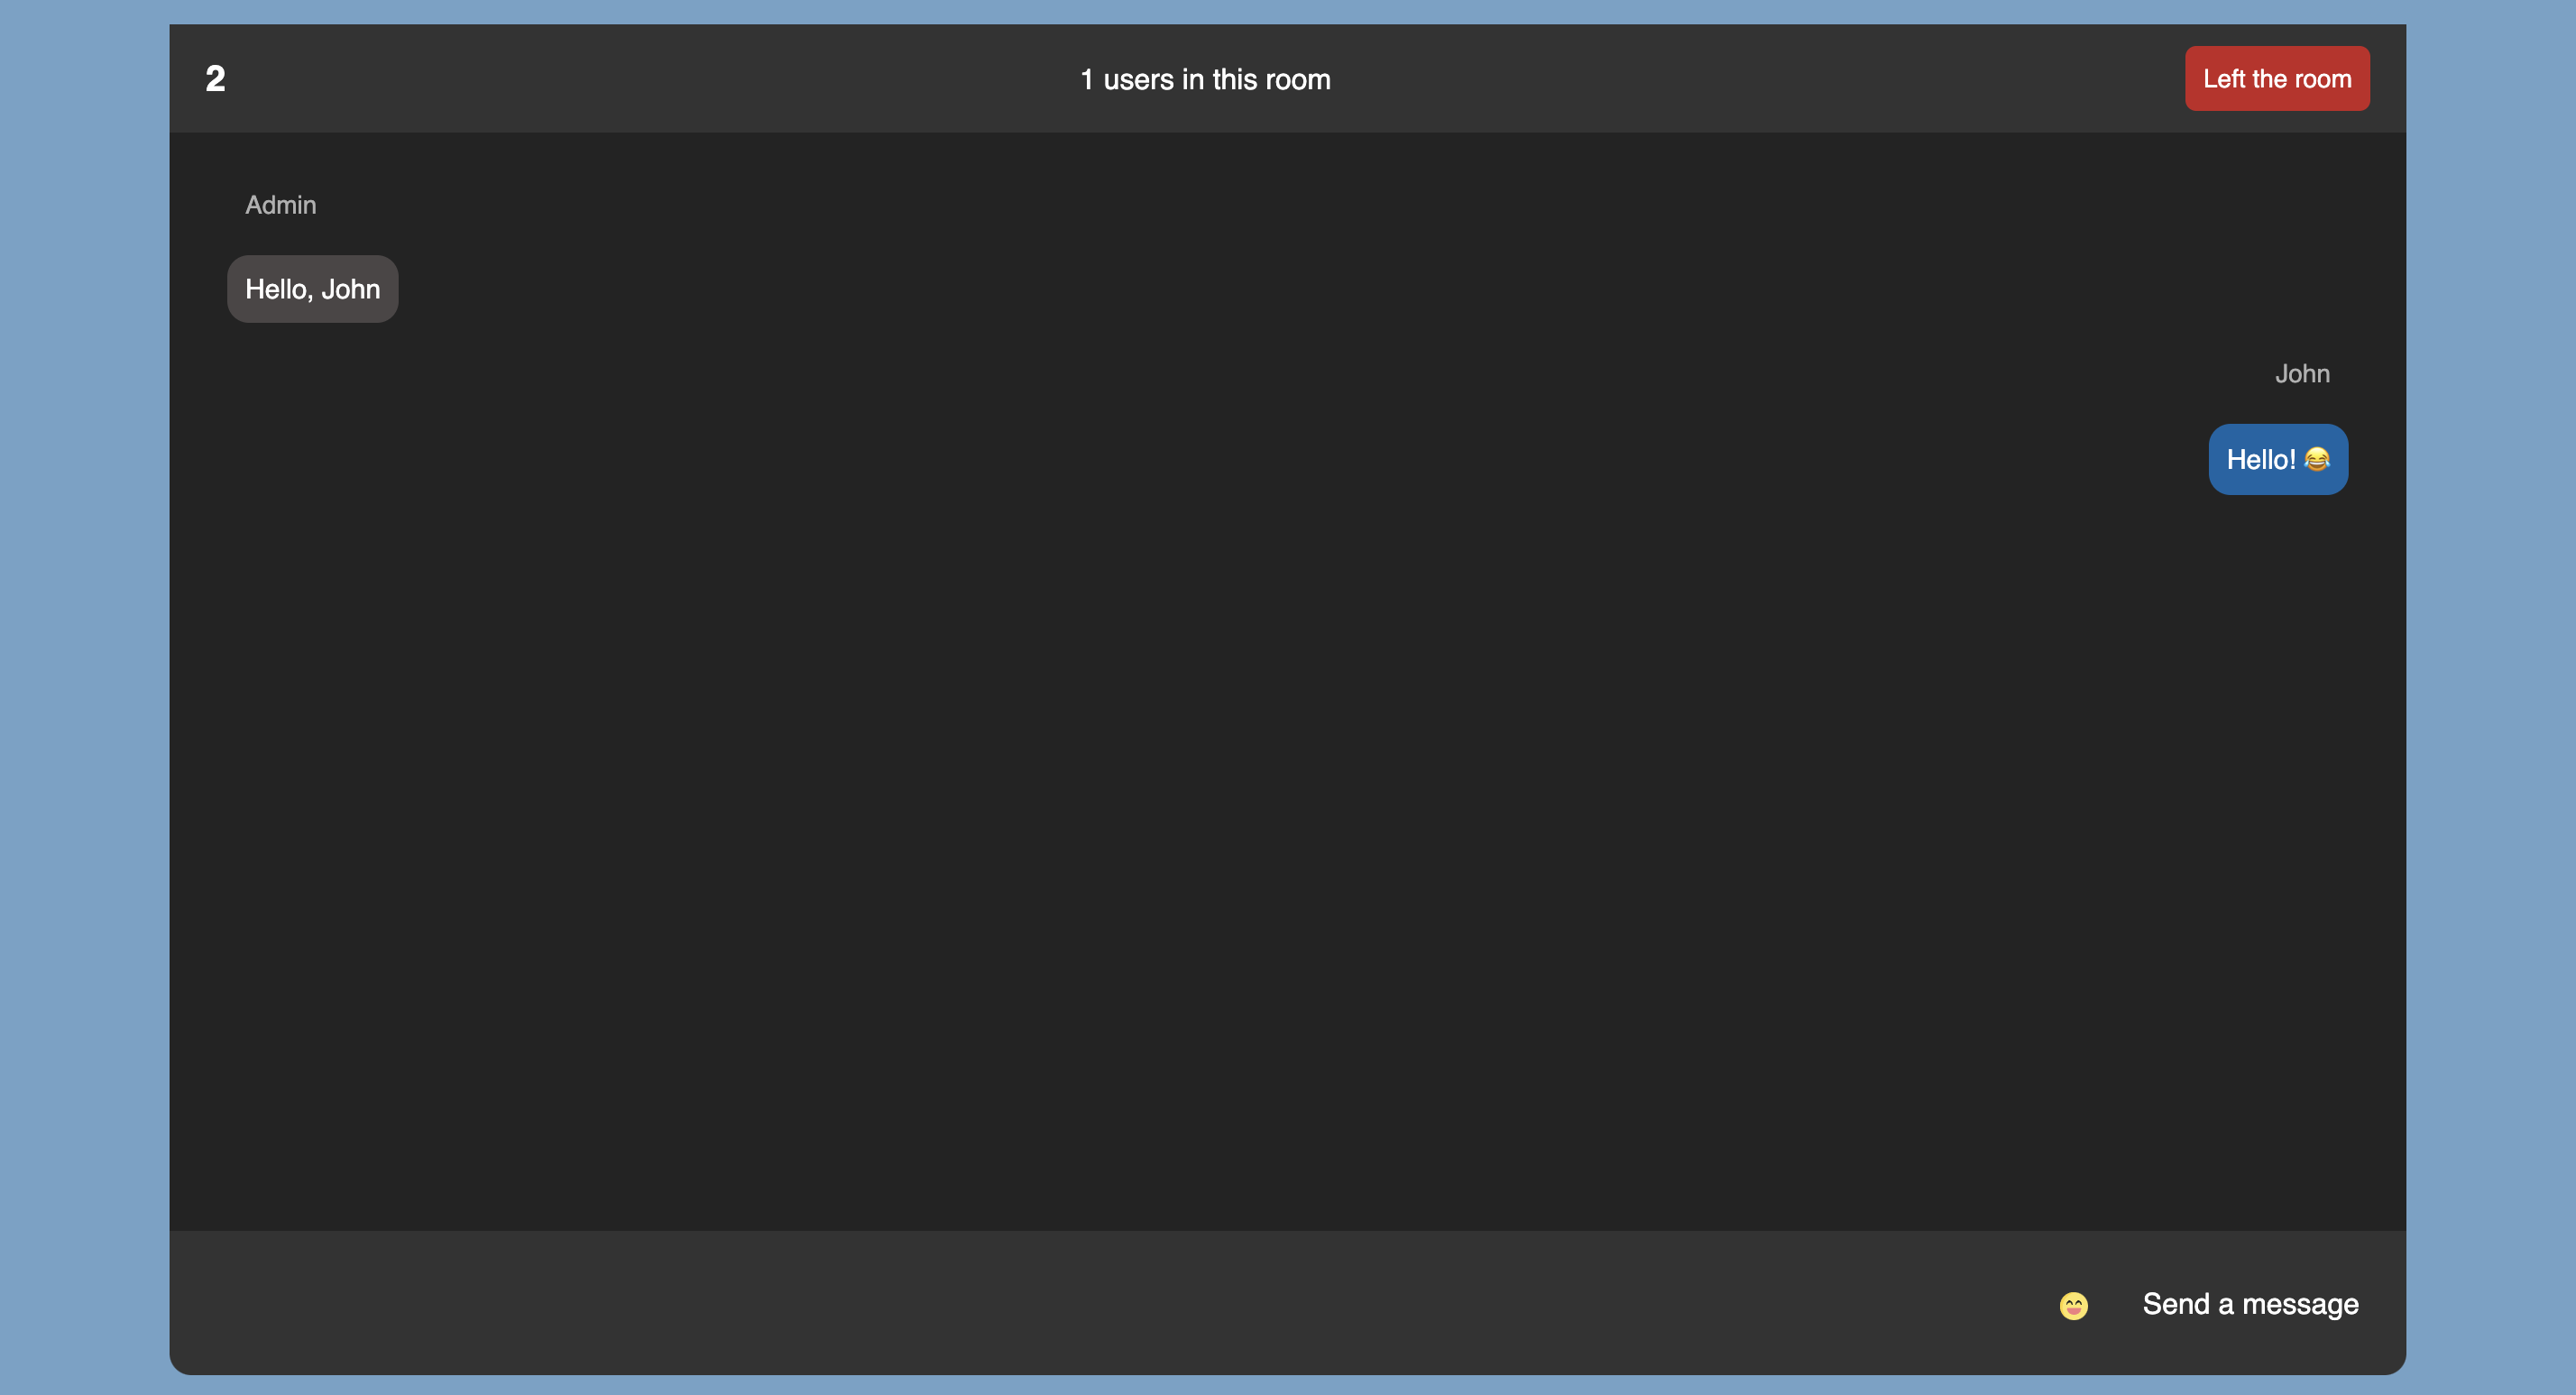 2
1 users in this room
Left the room
Admin
Hello, John
John
Hello! 😂
Send a message